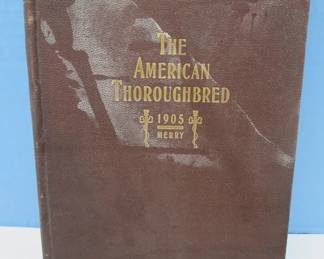 THE
AMERICAN
THOROUGHBRED
1905
MERRY